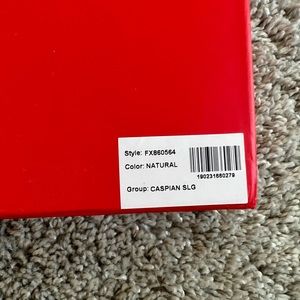 Style: FX860564
Color: NATURAL
190231660279
Group: CASPIAN SLG